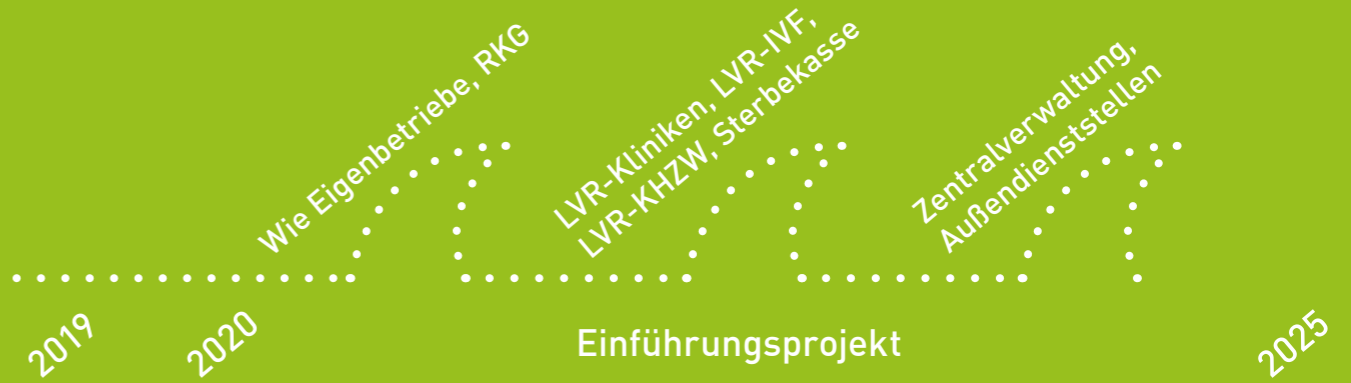 Wie Eigenbetriebe, RKG
LVR-Kliniken, LVR-IVF,
LVR-KHZW, Sterbekasse
Zentralverwaltung,
Außendienststellen
2019
2020
Einführungsprojekt
2025